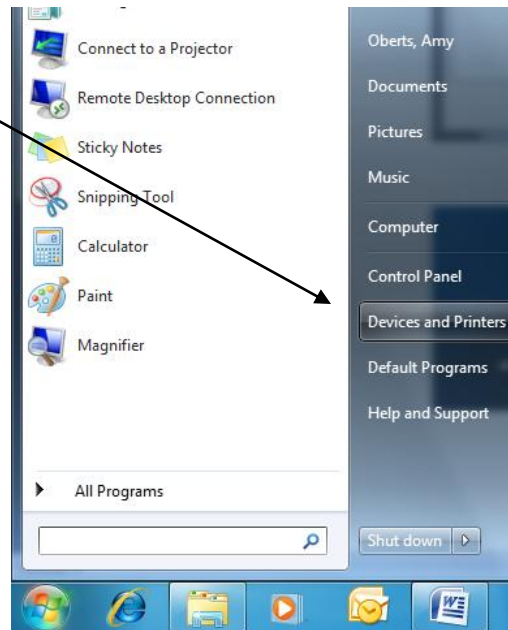 Connect to a Projector
Remote Desktop Connection
Sticky Notes
Snipping Tool
Calculator
Paint
Magnifier
All Programs
Oberts, Amy
Documents
Pictures
Music
Computer
Control Panel
Devices and Printers
Default Programs
Help and Support
Shut down